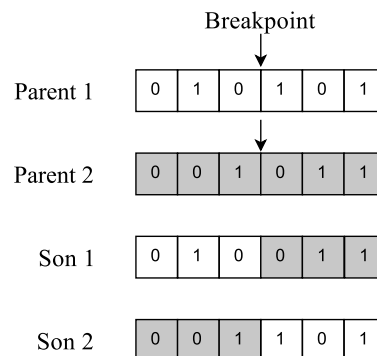 Breakpoint
Parent 1 0 1 0 1 0 1
Parent 2 0 0 1 0 1 1
Son 1 0 1 0 0 1 1
Son 2 0 0 1 1 0 1